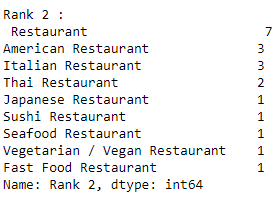 Rank 2 :
Restaurant 7
American Restaurant 3
Italian Restaurant 3
Thai Restaurant 2
Japanese Restaurant 1
Sushi Restaurant 1
Seafood Restaurant 1
Vegetarian / Vegan Restaurant 1
Fast Food Restaurant 1
Name: Rank 2, dtype: int64